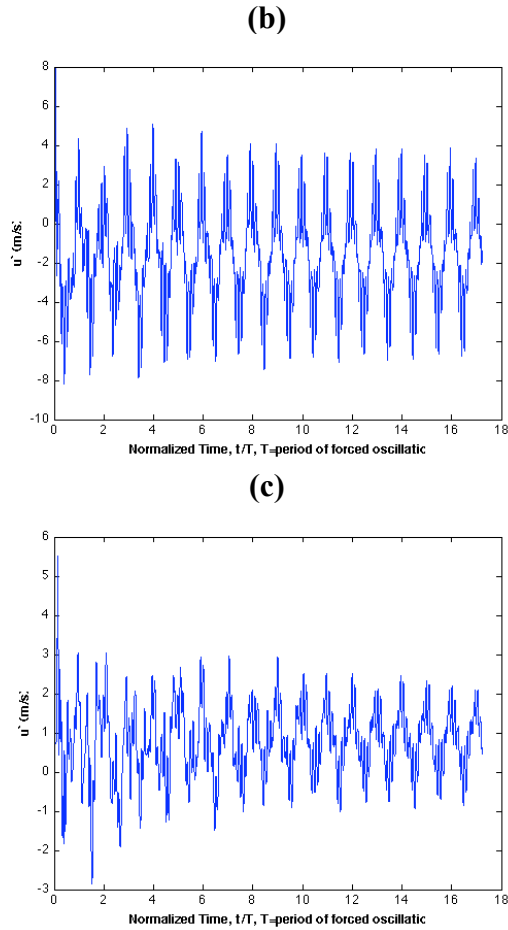 (b)
8
6
4
2
0
-2
-4
-6
-8
-10
u` (m/s:
0 2 4 6 8 10 12 14 16 18
Normalized Time, t/T, T=period of forced oscillatic
(c)
6
5
4
3
2
1
0
-1
-2
-3
u` (m/s:
0 2 4 6 8 10 12 14 16 18
Normalized Time, t/T, T=period of forced oscillatic